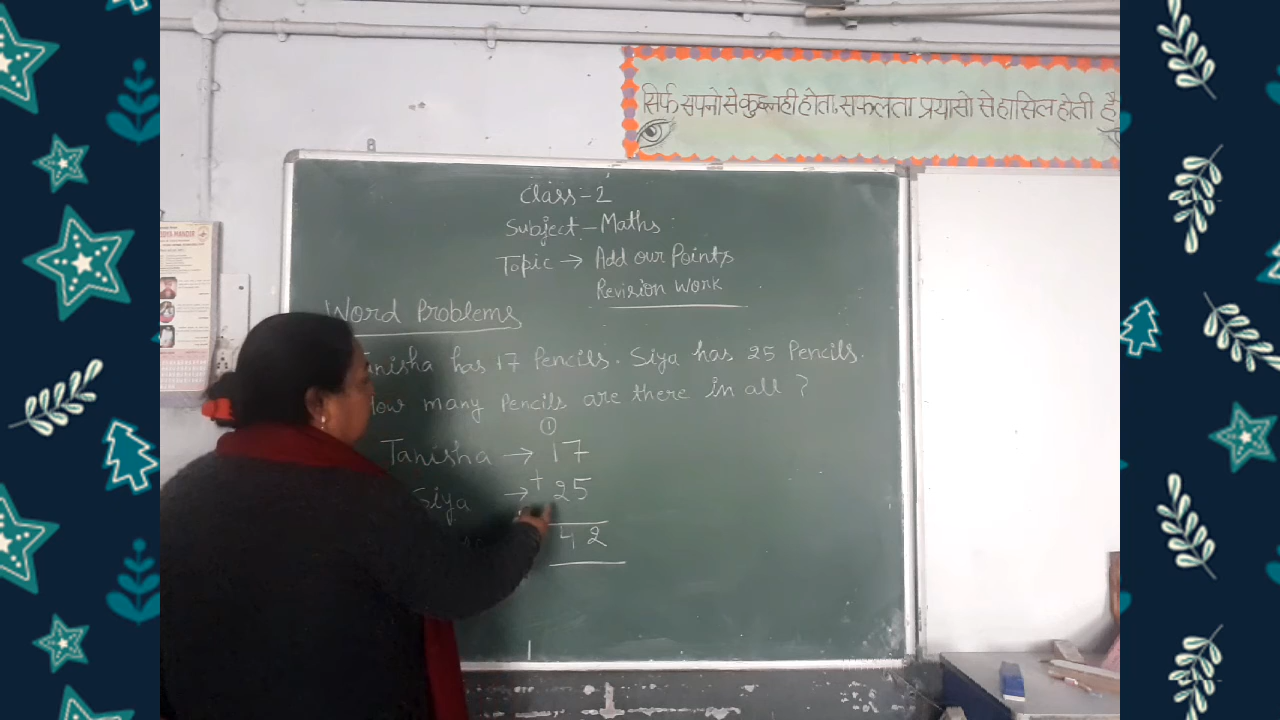 सिर्फ सपनो से कुछ नही होता, सफलता प्रयासो से हासिल होती है
Class - 2
Subject - Maths
Topic → Add our Points
Revision Work
Word Problems
Tanisha has 17 Pencils. Siya has 25 Pencils.
How many Pencils are there in all ?
①
Tanisha → 17
Siya → + 25
42